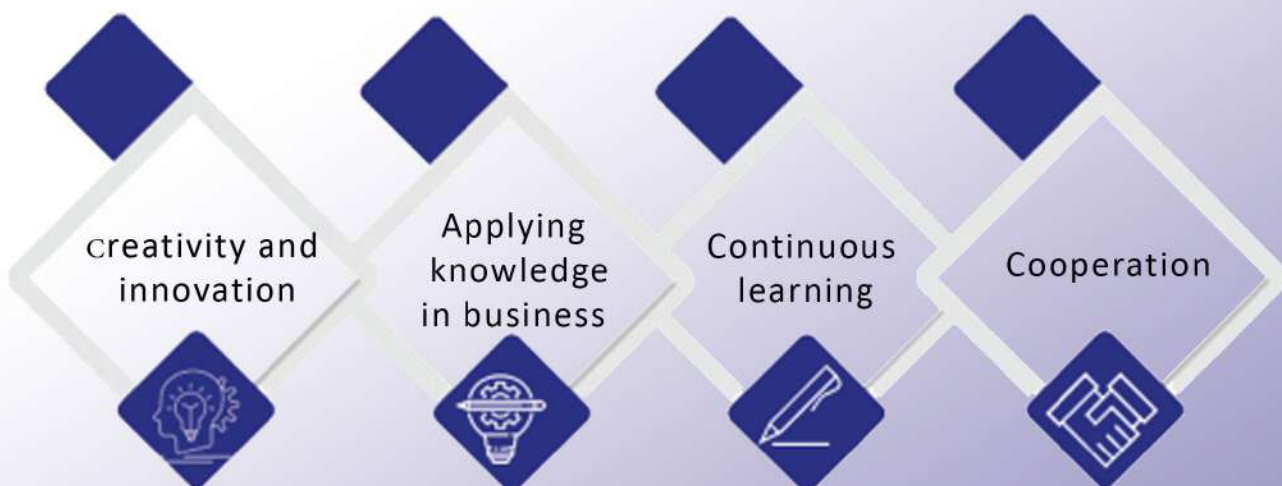 creativity and
innovation
Applying
knowledge
in business
Continuous
learning
Cooperation